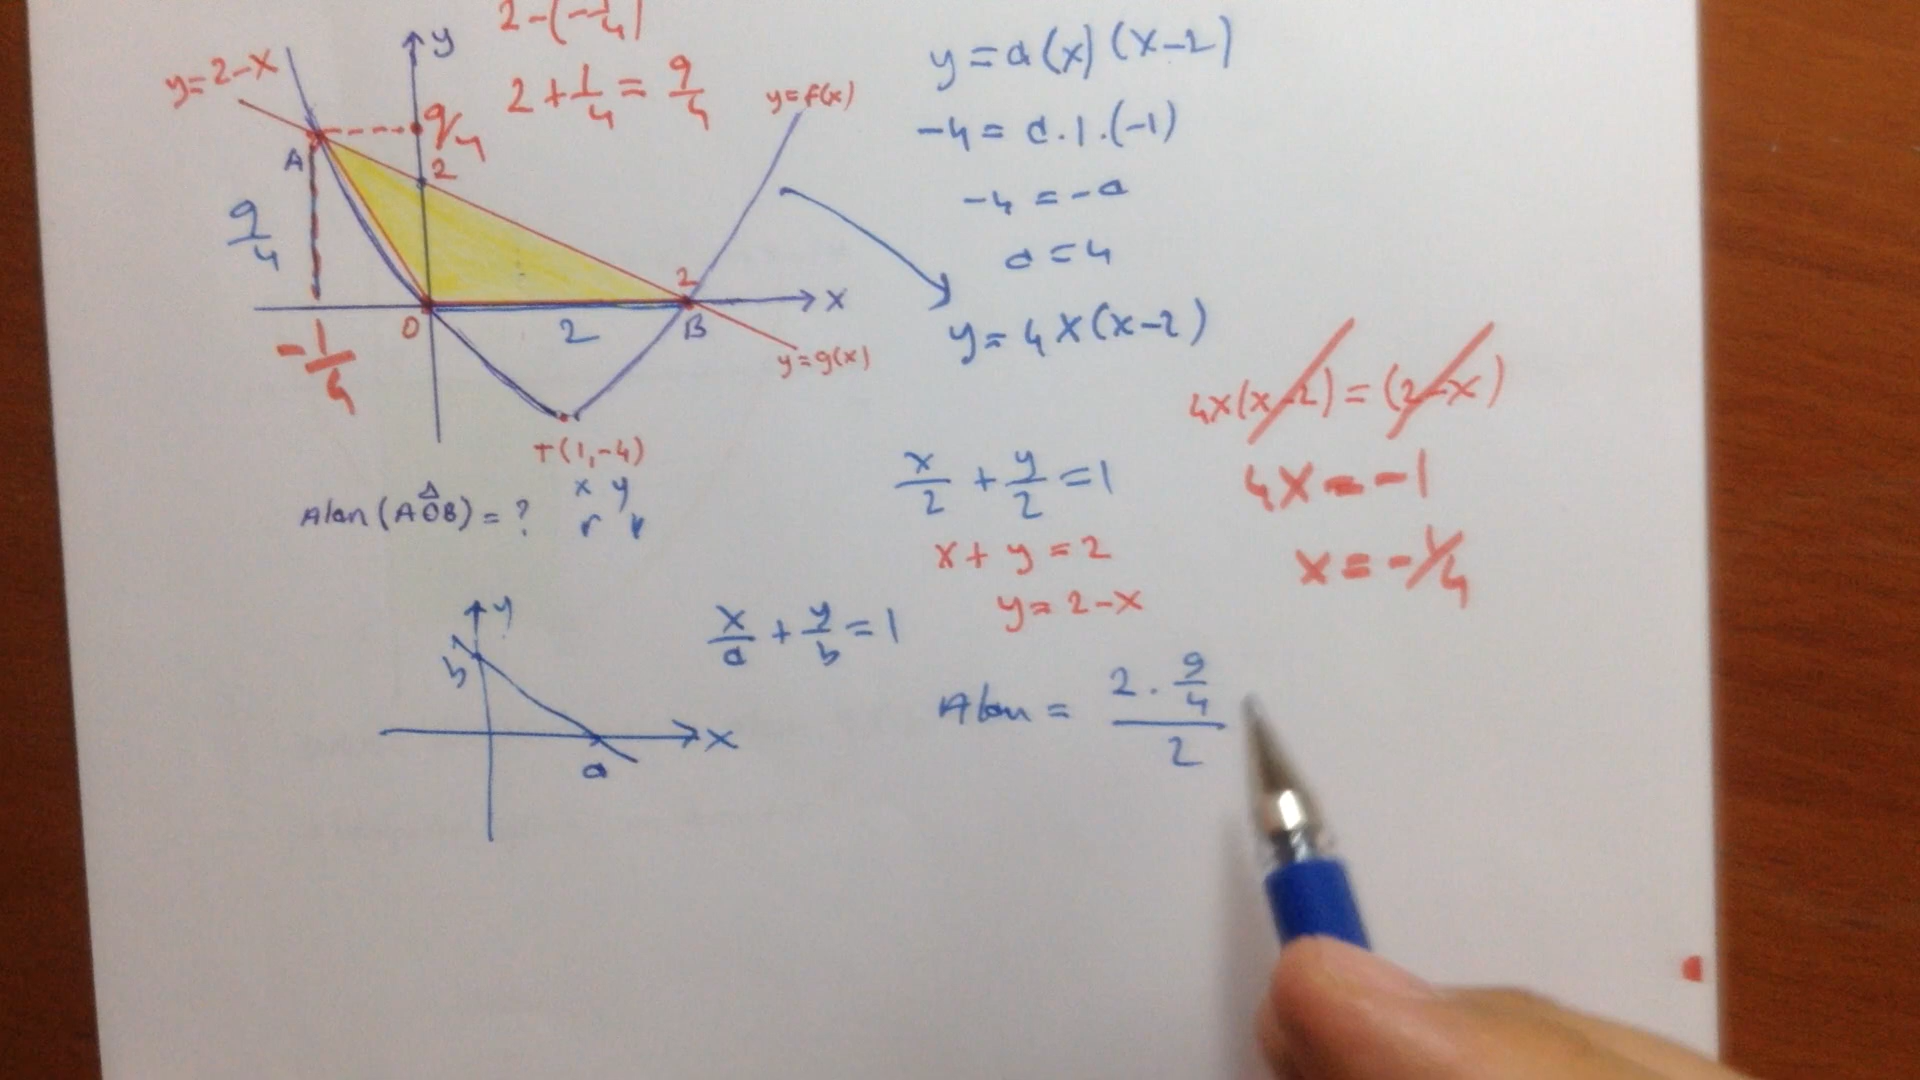 2-(-1/4)
2+1/4=9/4
y=2-x
y
9/4
y=f(x)
A
2
9/4
2
x
O
2
B
-1/4
y=g(x)
T(1,-4)
x y
r k
Alan(AOB)=?
y
b
x
a
x/a+y/b=1
y=a(x)(x-2)
-4=a.1.(-1)
-4=-a
a=4
y=4x(x-2)
4x(x-2)=(2-x)
4x=-1
x=-1/4
x/2+y/2=1
x+y=2
y=2-x
Alan=2.9/4/2